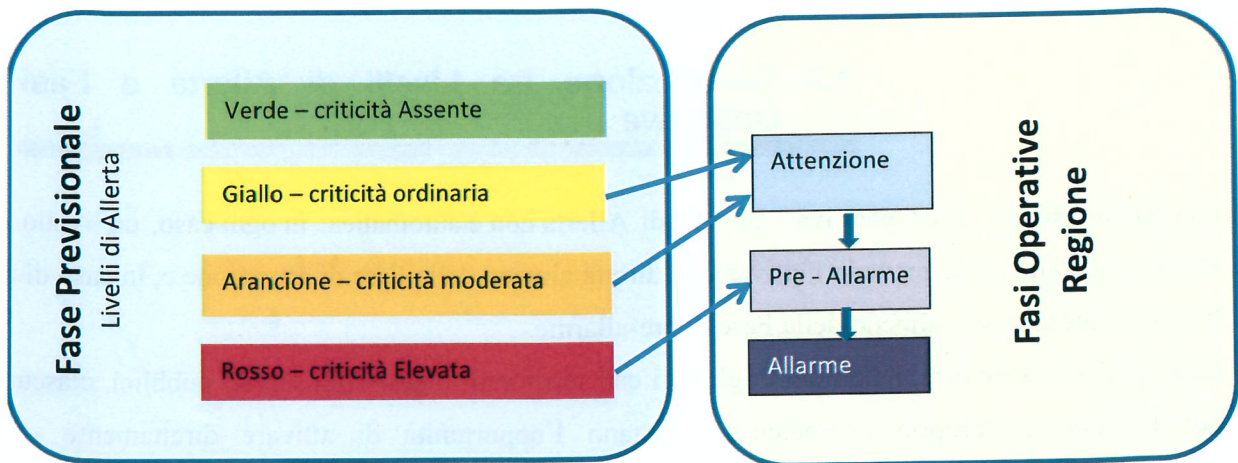 Fase Previsionale
Livelli di Allerta
Verde – criticità Assente
Giallo – criticità ordinaria
Arancione – criticità moderata
Rosso – criticità Elevata
Attenzione
Pre - Allarme
Allarme
Fasi Operative
Regione